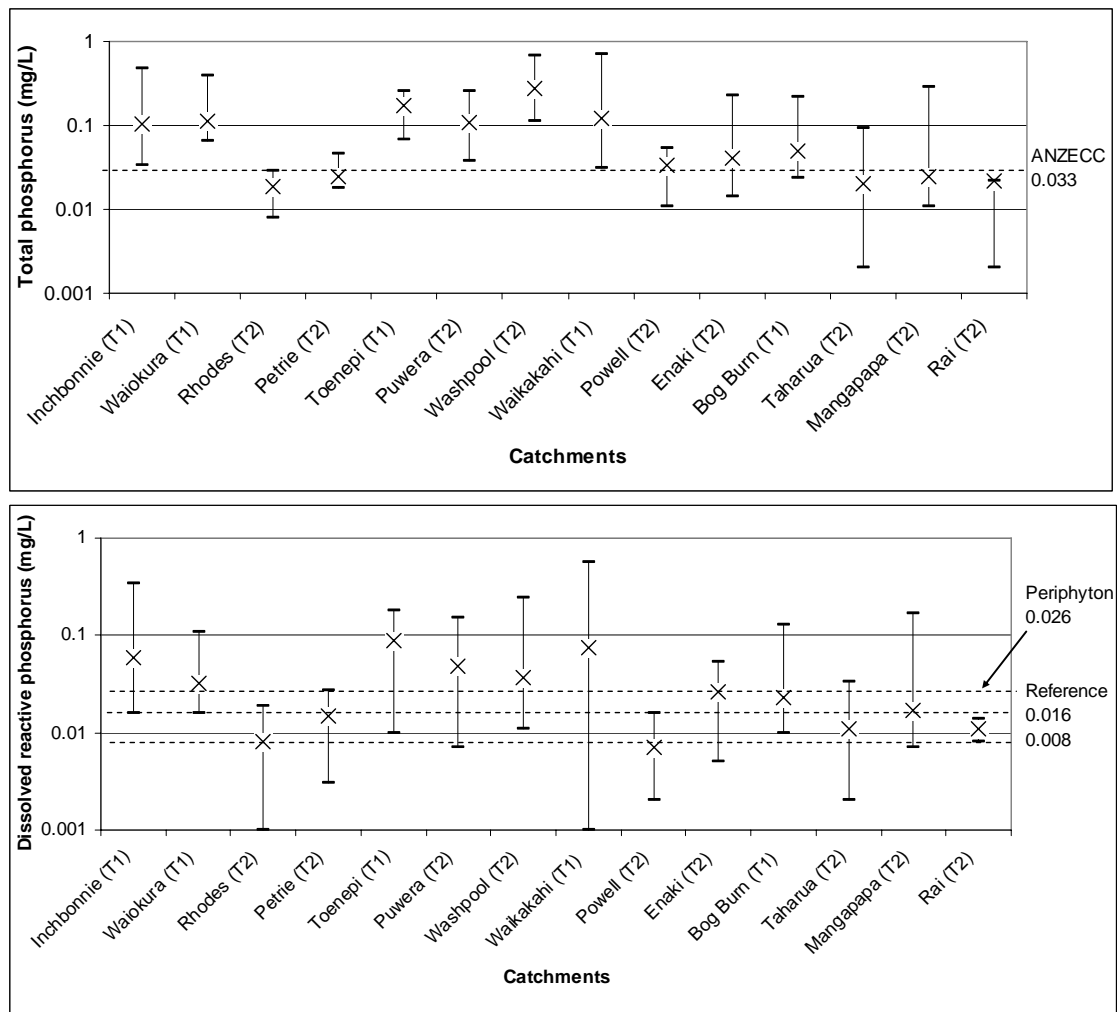 Total phosphorus (mg/L)
1
0.1
0.01
0.001
ANZECC
0.033
Inchbonnie (T1)
Waiokura (T1)
Rhodes (T2)
Petrie (T2)
Toenepi (T1)
Puwera (T2)
Washpool (T2)
Waikakahi (T1)
Powell (T2)
Enaki (T2)
Bog Burn (T1)
Taharua (T2)
Mangapapa (T2)
Rai (T2)
Catchments
Dissolved reactive phosphorus (mg/L)
1
0.1
0.01
0.001
Periphyton
0.026
Reference
0.016
0.008
Inchbonnie (T1)
Waiokura (T1)
Rhodes (T2)
Petrie (T2)
Toenepi (T1)
Puwera (T2)
Washpool (T2)
Waikakahi (T1)
Powell (T2)
Enaki (T2)
Bog Burn (T1)
Taharua (T2)
Mangapapa (T2)
Rai (T2)
Catchments